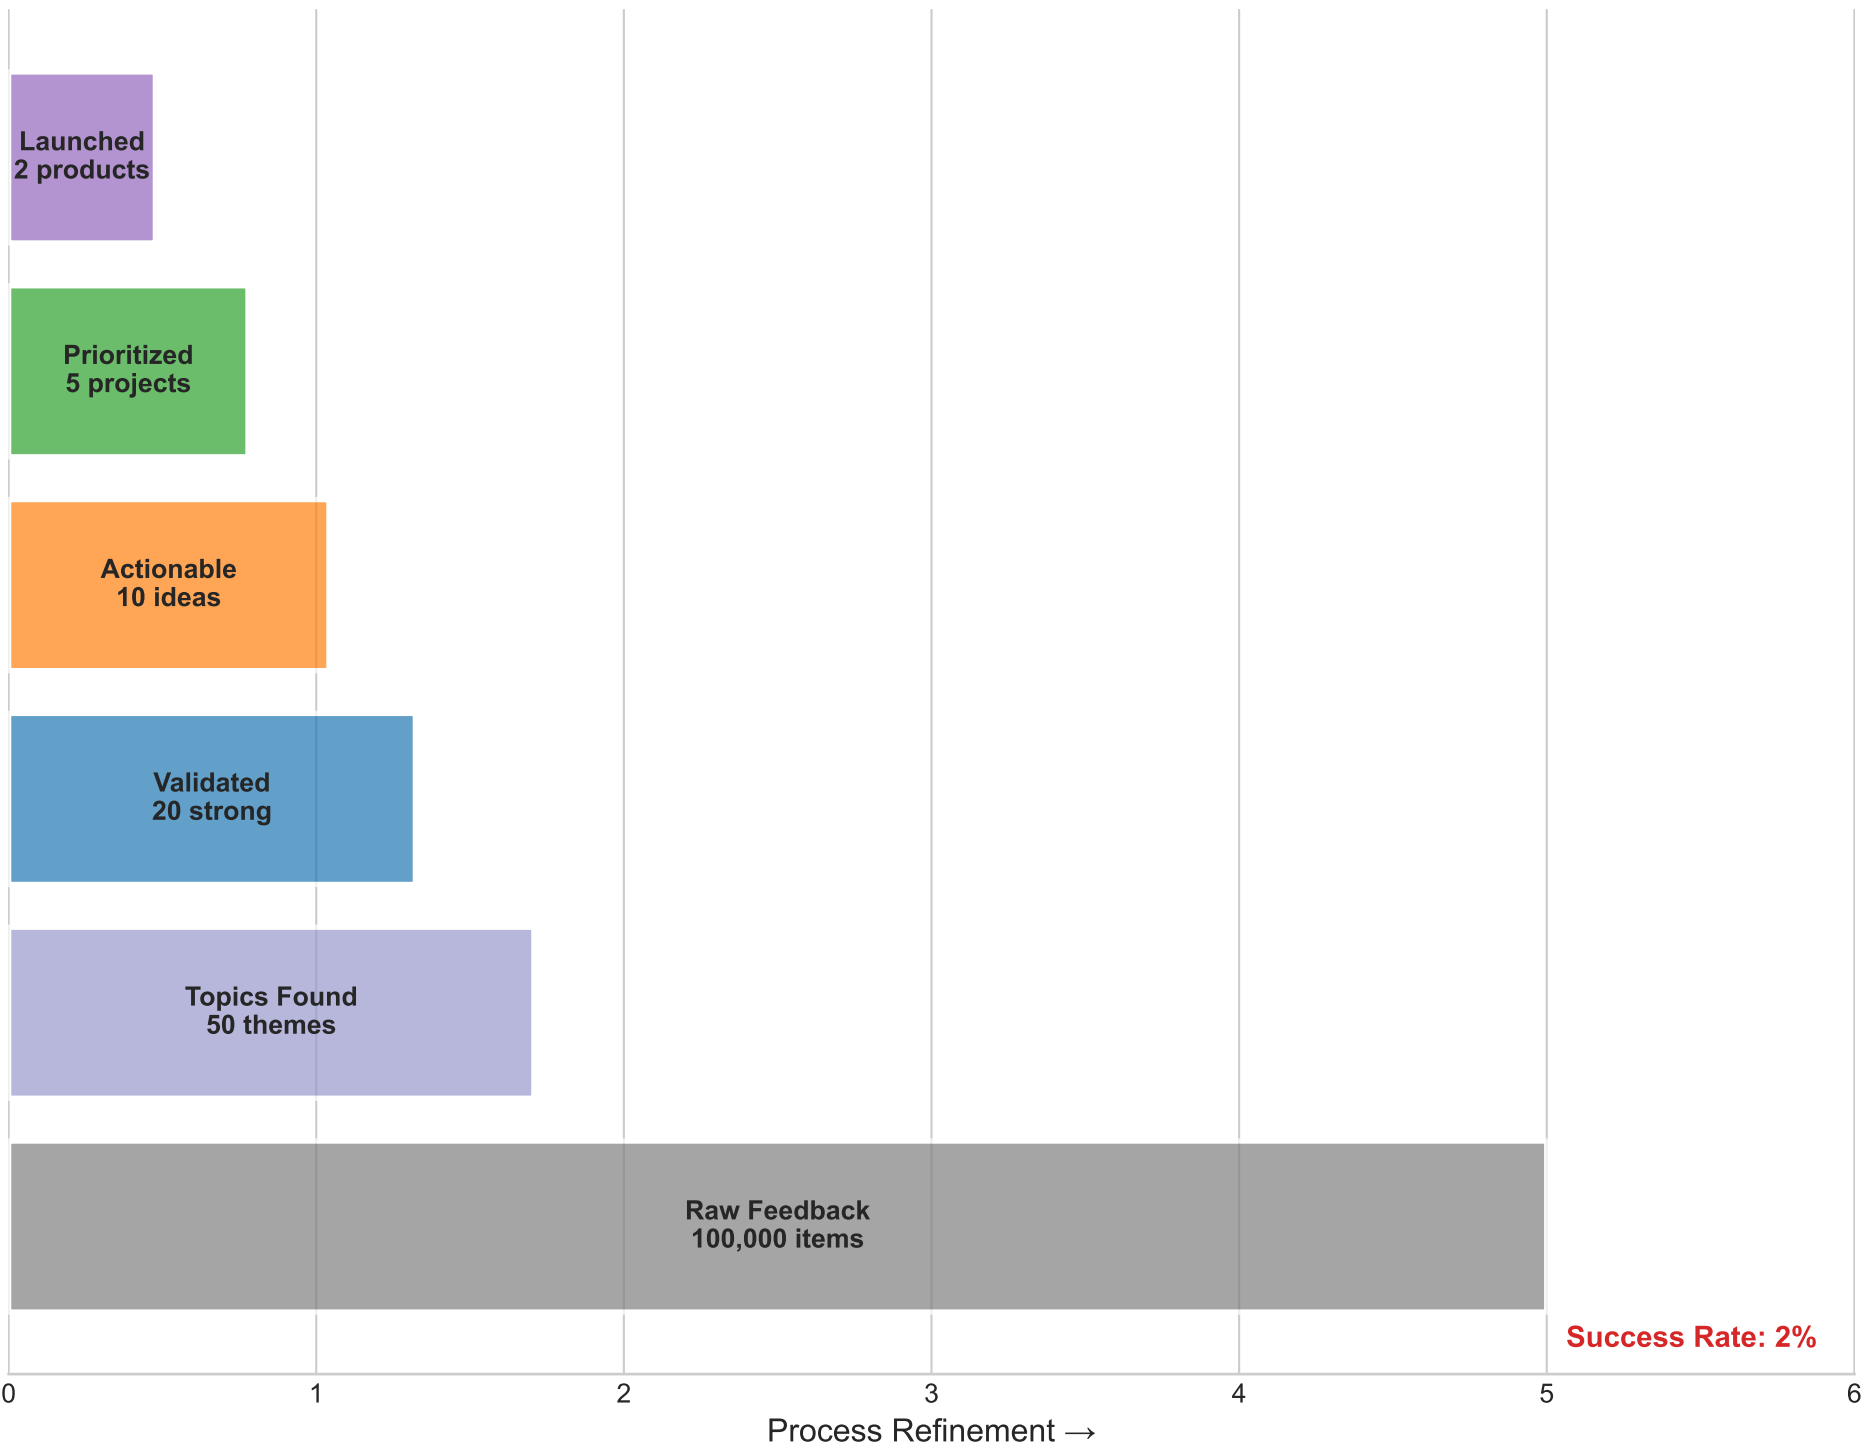 Launched
2 products
Prioritized
5 projects
Actionable
10 ideas
Validated
20 strong
Topics Found
50 themes
Raw Feedback
100,000 items
Success Rate: 2%
0 1 2 3 4 5 6
Process Refinement →